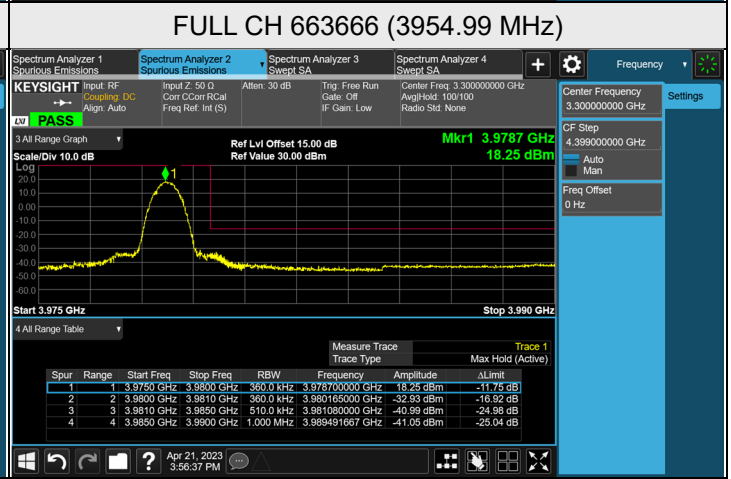 FULL CH 663666 (3954.99 MHz)
Spectrum Analyzer 1
Spurious Emissions
Spectrum Analyzer 2
Spurious Emissions
Spectrum Analyzer 3
Swept SA
Spectrum Analyzer 4
Swept SA
+
Frequency
KEYSIGHT
LXI PASS
Input: RF
Coupling: DC
Align: Auto
Input Z: 50 Ω
Corr CCorr RCal
Freq Ref: Int (S)
Atten: 30 dB
Trig: Free Run
Gate: Off
IF Gain: Low
Center Freq: 3.300000000 GHz
Avg|Hold: 100/100
Radio Std: None
Center Frequency
3.300000000 GHz
Settings
CF Step
4.399000000 GHz
Auto
Man
Freq Offset
0 Hz
3 All Range Graph
Scale/Div 10.0 dB
Ref Lvl Offset 15.00 dB
Ref Value 30.00 dBm
Mkr1 3.9787 GHz
18.25 dBm
Log
1
20.0
10.0
0.00
-10.0
-20.0
-30.0
-40.0
-50.0
-60.0
Start 3.975 GHz Stop 3.990 GHz
4 All Range Table
Measure Trace Trace 1
Trace Type Max Hold (Active)
Spur Range Start Freq Stop Freq RBW Frequency Amplitude ΔLimit
1 1 3.9750 GHz 3.9800 GHz 360.0 kHz 3.978700000 GHz 18.25 dBm -11.75 dB
2 2 3.9800 GHz 3.9810 GHz 360.0 kHz 3.980165000 GHz -32.93 dBm -16.92 dB
3 3 3.9810 GHz 3.9850 GHz 510.0 kHz 3.981080000 GHz -40.99 dBm -24.98 dB
4 4 3.9850 GHz 3.9900 GHz 1.000 MHz 3.989491667 GHz -41.05 dBm -25.04 dB
?
Apr 21, 2023
3:56:37 PM